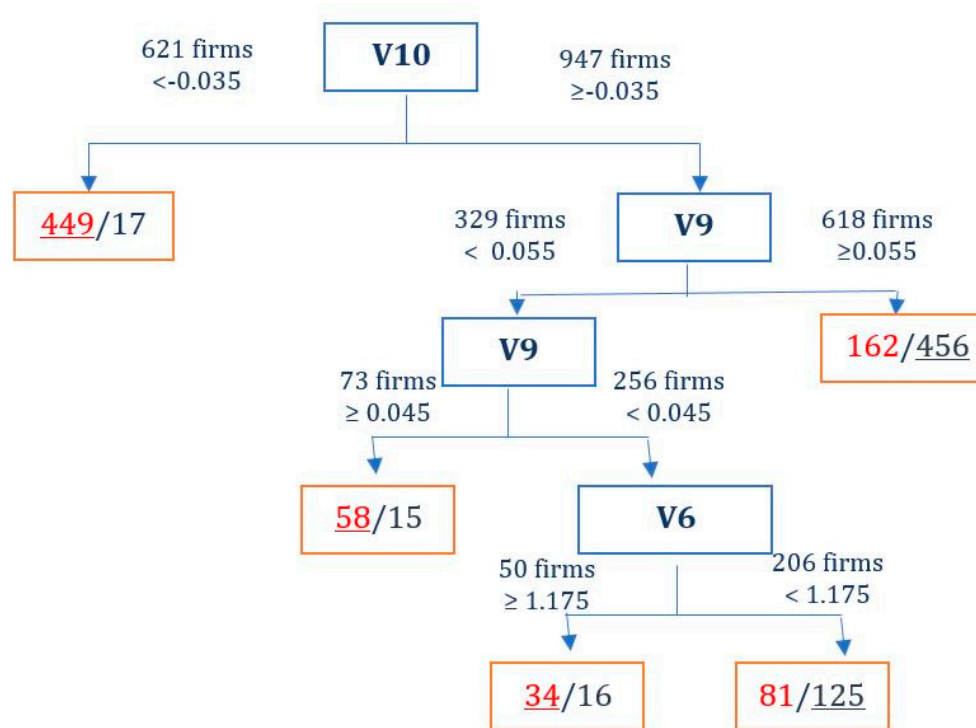 621 firms
<-0.035
V10
947 firms
≥-0.035
449/17
329 firms
< 0.055
V9
618 firms
≥0.055
V9
162/456
73 firms
≥ 0.045
256 firms
< 0.045
58/15
V6
50 firms
≥ 1.175
206 firms
< 1.175
34/16
81/125